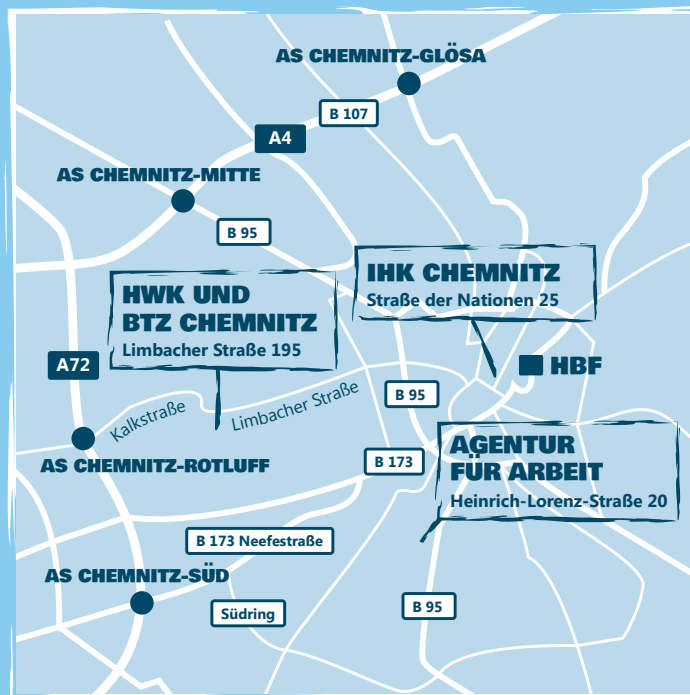 AS CHEMNITZ-GLÖSA
B 107
A4
AS CHEMNITZ-MITTE
B 95
IHK CHEMNITZ
Straße der Nationen 25
HWK UND
BTZ CHEMNITZ
Limbacher Straße 195
A72
HBF
Kalkstraße
Limbacher Straße
B 95
AS CHEMNITZ-ROTLUFF
B 173
AGENTUR
FÜR ARBEIT
Heinrich-Lorenz-Straße 20
B 173 Neefestraße
AS CHEMNITZ-SÜD
Südring
B 95